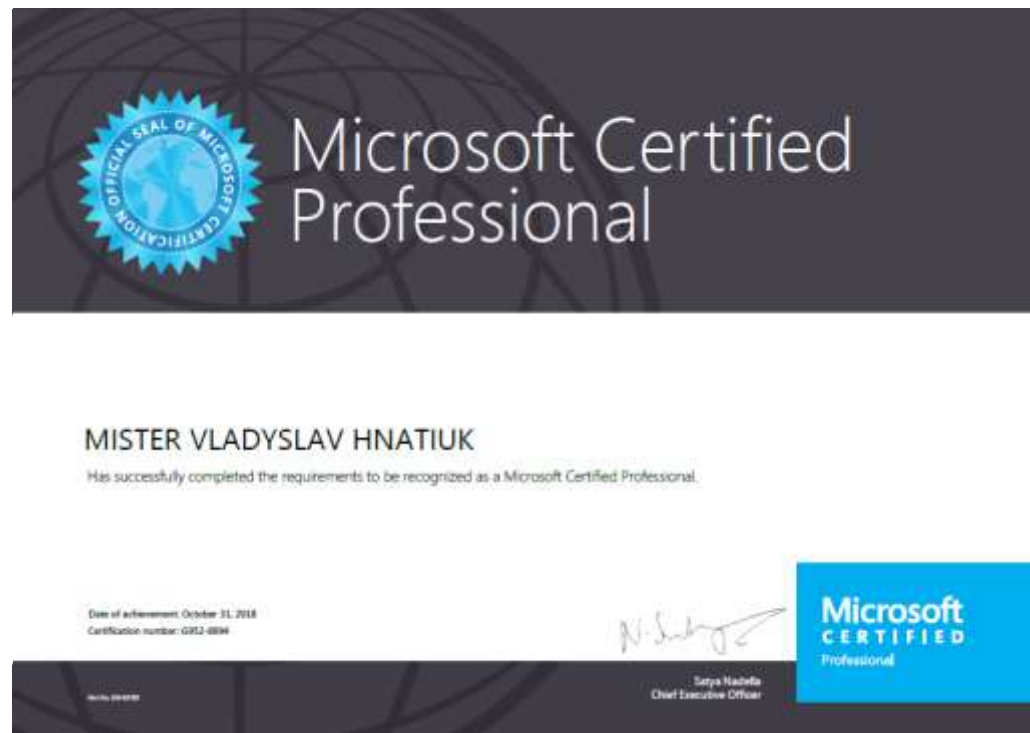 OFFICIAL SEAL OF MICROSOFT CERTIFICATION
Microsoft Certified
Professional
MISTER VLADYSLAV HNATIUK
Has successfully completed the requirements to be recognized as a Microsoft Certified Professional.
Date of achievement: October 31, 2018
Certification number: G952-8894
Satya Nadella
Chief Executive Officer
Microsoft
CERTIFIED
Professional